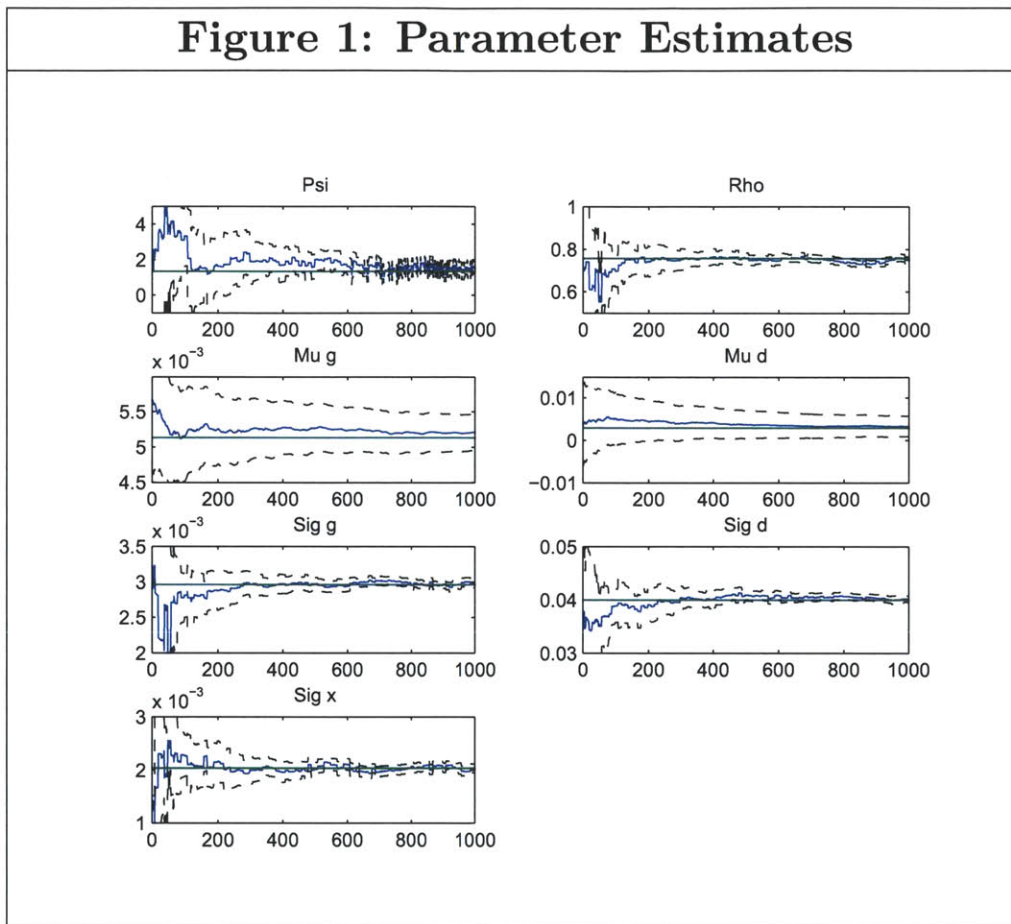 Figure 1: Parameter Estimates
Psi
4
2
0
0 200 400 600 800 1000
Rho
1
0.8
0.6
0 200 400 600 800 1000
x 10⁻³
Mu g
5.5
5
4.5
0 200 400 600 800 1000
Mu d
0.01
0
−0.01
0 200 400 600 800 1000
x 10⁻³
Sig g
3.5
3
2.5
2
0 200 400 600 800 1000
Sig d
0.05
0.04
0.03
0 200 400 600 800 1000
x 10⁻³
Sig x
3
2
1
0 200 400 600 800 1000